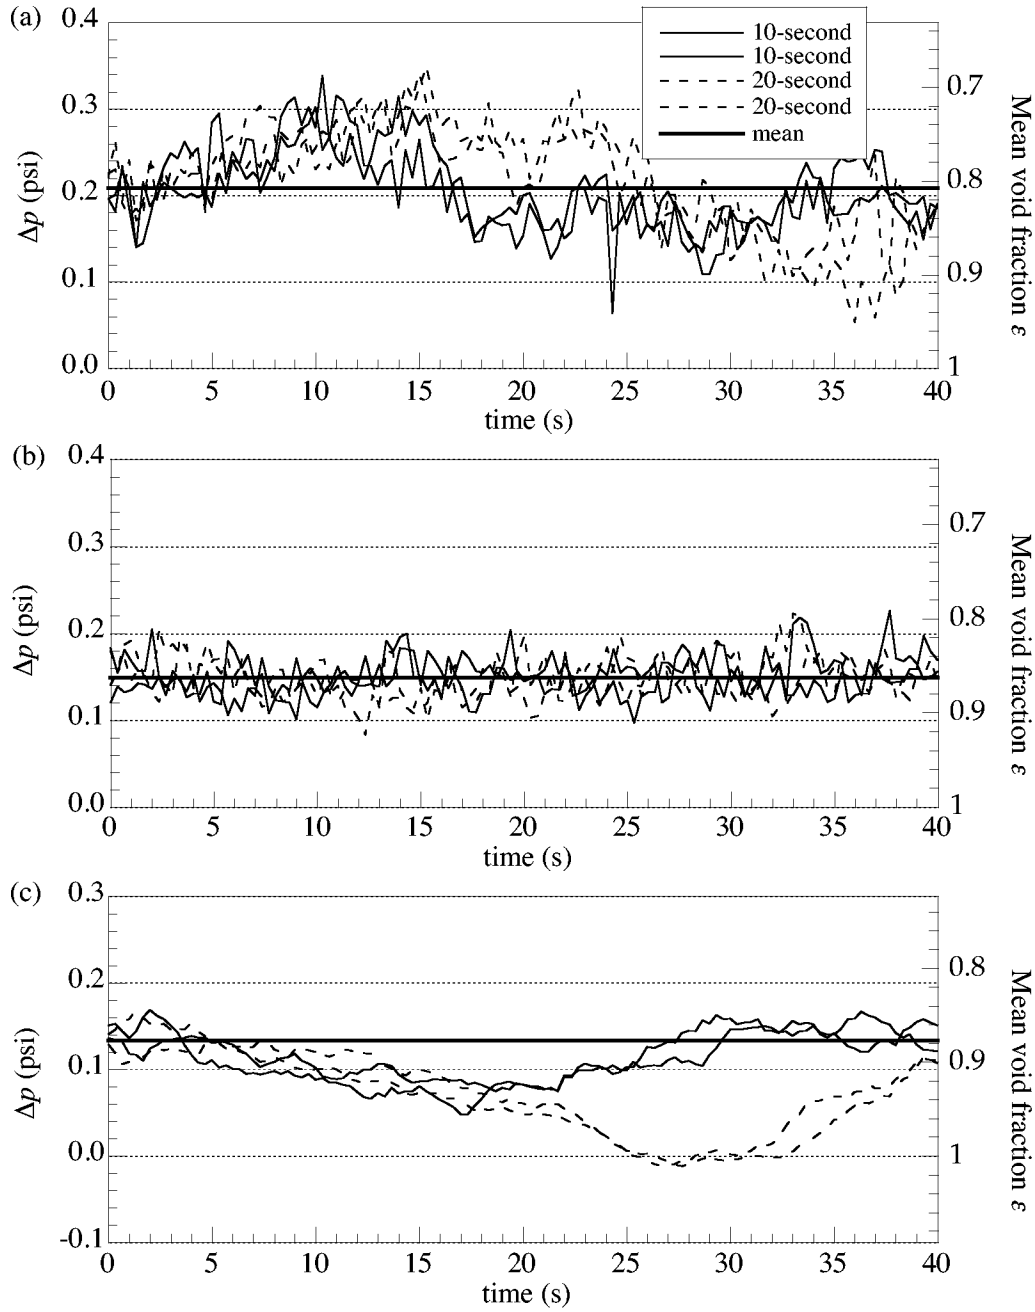 (a)
0.4
0.3
0.2
0.1
0.0
Δp (psi)
10-second
10-second
20-second
20-second
mean
0.7
0.8
0.9
1
Mean void fraction ε
0 5 10 15 20 25 30 35 40
time (s)
(b)
0.4
0.3
0.2
0.1
0.0
Δp (psi)
0.7
0.8
0.9
1
Mean void fraction ε
0 5 10 15 20 25 30 35 40
time (s)
(c)
0.3
0.2
0.1
0.0
-0.1
Δp (psi)
0.8
0.9
1
Mean void fraction ε
0 5 10 15 20 25 30 35 40
time (s)